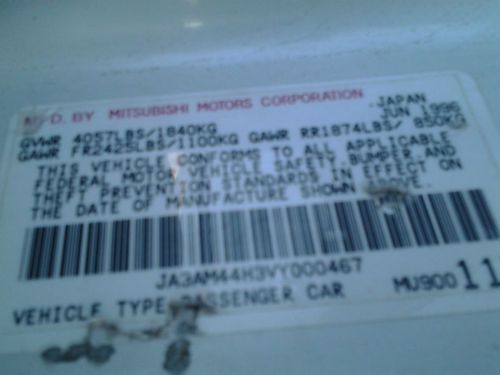 MFD. BY MITSUBISHI MOTORS CORPORATION JAPAN
GVWR 4057LBS/1840KG JUN 1996
GAWR FR2425LBS/1100KG GAWR RR1874LBS/ 850KG
THIS VEHICLE CONFORMS TO ALL APPLICABLE
FEDERAL MOTOR VEHICLE SAFETY, BUMPER, AND
THEFT PREVENTION STANDARDS IN EFFECT ON
THE DATE OF MANUFACTURE SHOWN ABOVE.
JA3AM44H3VY000467
VEHICLE TYPE PASSENGER CAR MJ900 11